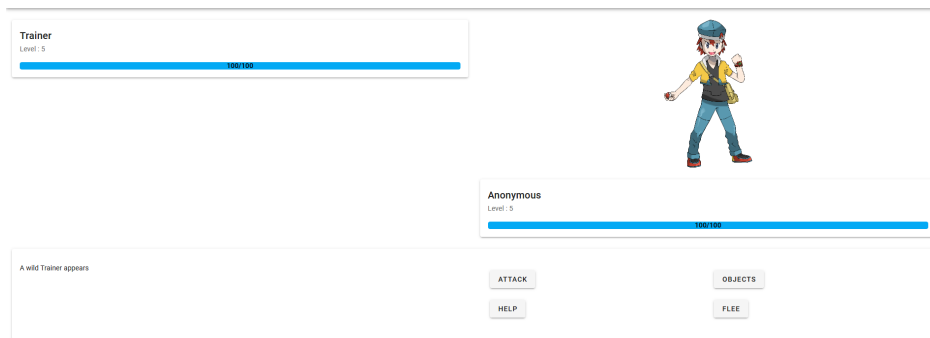 Trainer
Level : 5
100/100
Anonymous
Level : 5
100/100
A wild Trainer appears
ATTACK
OBJECTS
HELP
FLEE